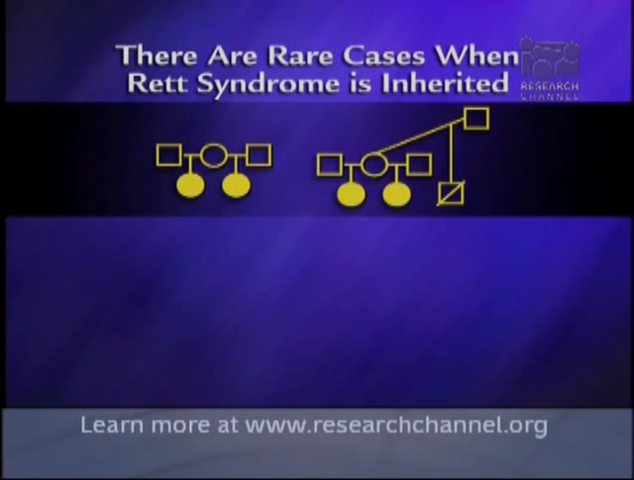 There Are Rare Cases When
Rett Syndrome is Inherited
RESEARCH
CHANNEL
Learn more at www.researchchannel.org